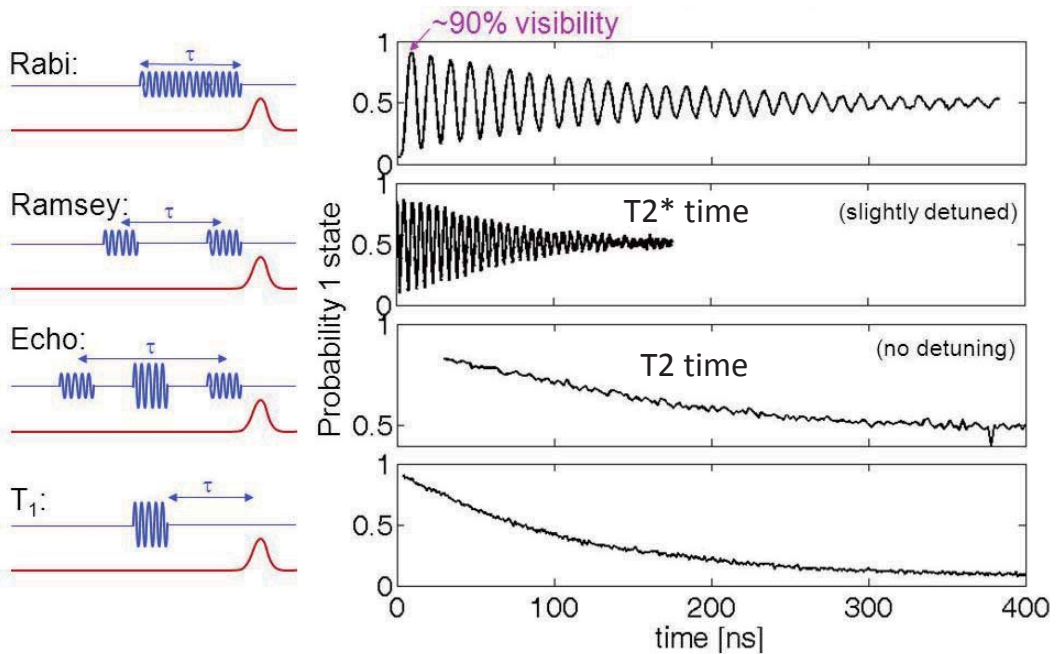 ~90% visibility
Rabi:
τ
1
0.5
0
Ramsey:
τ
1
T2* time
(slightly detuned)
0.5
0
Echo:
τ
1
T2 time
(no detuning)
0.5
T1:
τ
1
0.5
0
Probability 1 state
0
100
200
300
400
time [ns]